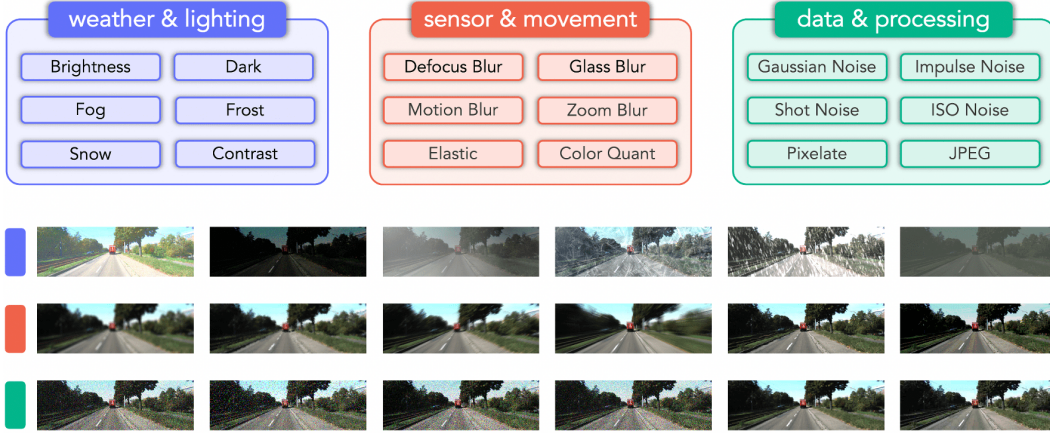 weather & lighting
Brightness
Dark
Fog
Frost
Snow
Contrast
sensor & movement
Defocus Blur
Glass Blur
Motion Blur
Zoom Blur
Elastic
Color Quant
data & processing
Gaussian Noise
Impulse Noise
Shot Noise
ISO Noise
Pixelate
JPEG